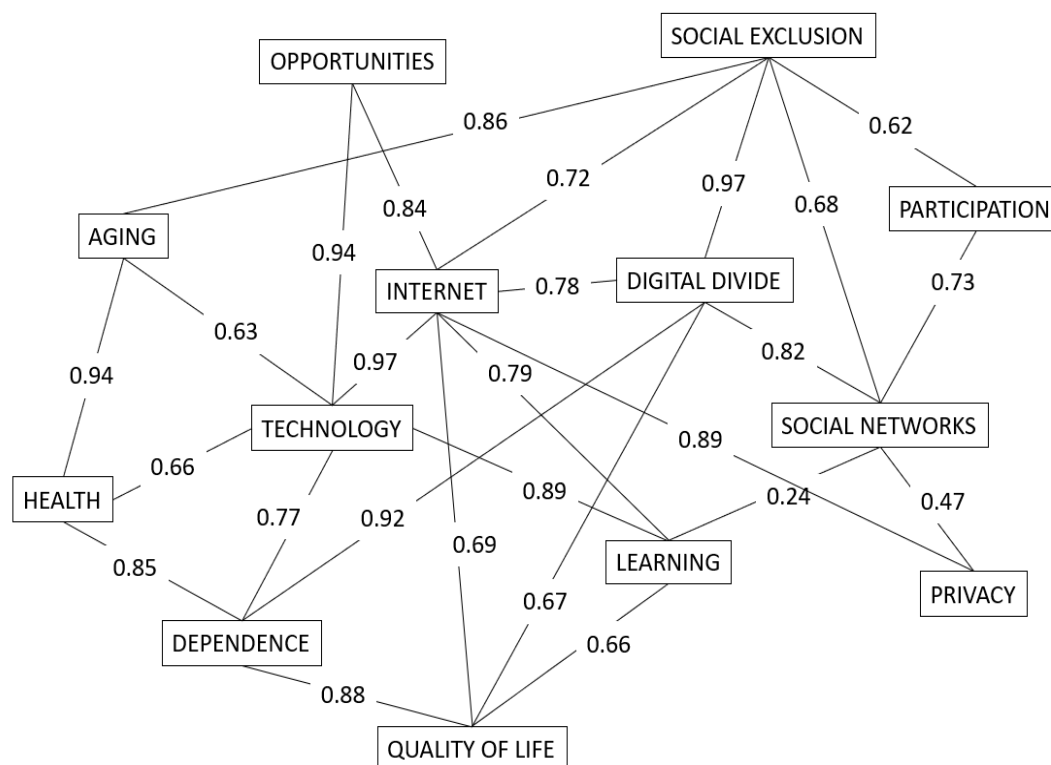 SOCIAL EXCLUSION
OPPORTUNITIES
0.86
0.62
0.72
0.97
0.84
0.68
PARTICIPATION
AGING
0.94
INTERNET
0.78
DIGITAL DIVIDE
0.73
0.63
0.97
0.79
0.82
0.94
TECHNOLOGY
SOCIAL NETWORKS
0.66
0.89
HEALTH
0.89
0.24
0.47
0.77
0.92
0.69
LEARNING
0.85
PRIVACY
0.67
DEPENDENCE
0.66
0.88
QUALITY OF LIFE